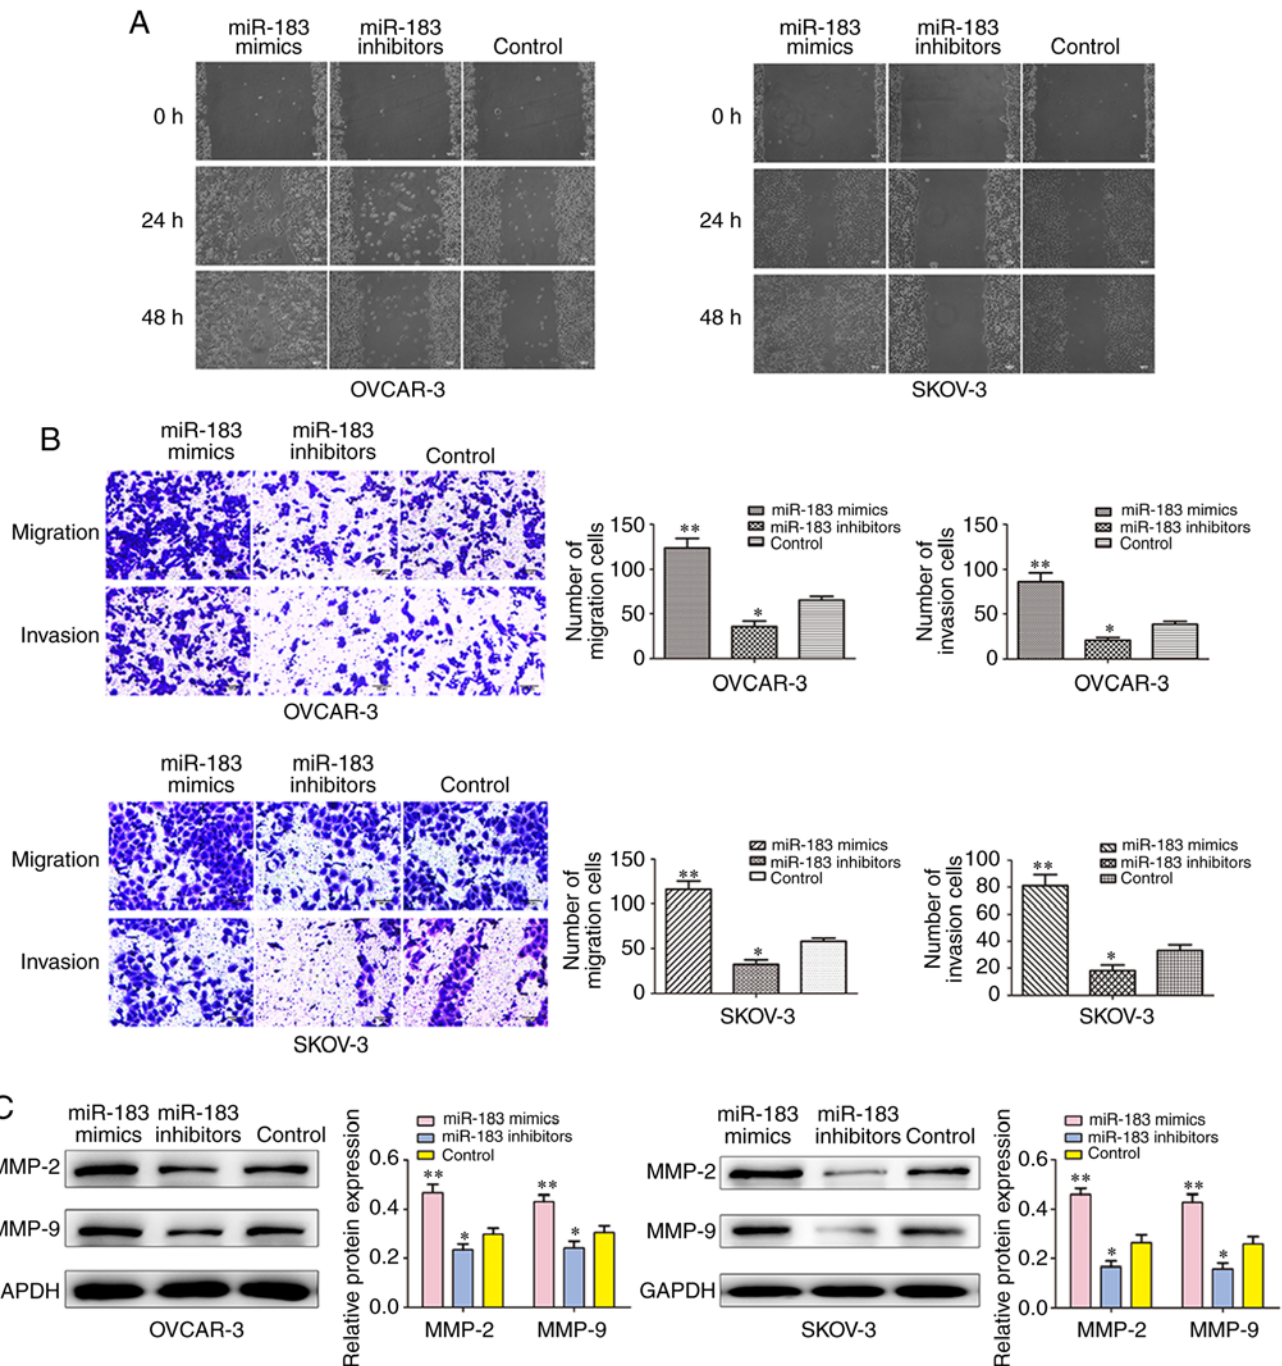 A
miR-183 mimics
miR-183 inhibitors
Control
miR-183 mimics
miR-183 inhibitors
Control
0 h
24 h
48 h
0 h
24 h
48 h
OVCAR-3
SKOV-3
B
miR-183 mimics
miR-183 inhibitors
Control
Migration
Invasion
OVCAR-3
Number of migration cells
150
100
50
0
**
*
miR-183 mimics
miR-183 inhibitors
Control
OVCAR-3
Number of invasion cells
150
100
50
0
**
*
miR-183 mimics
miR-183 inhibitors
Control
OVCAR-3
miR-183 mimics
miR-183 inhibitors
Control
Migration
Invasion
SKOV-3
Number of migration cells
150
100
50
0
**
*
miR-183 mimics
miR-183 inhibitors
Control
SKOV-3
Number of invasion cells
100
80
60
40
20
0
**
*
miR-183 mimics
miR-183 inhibitors
Control
SKOV-3
C
miR-183 mimics
miR-183 inhibitors
Control
MMP-2
MMP-9
GAPDH
OVCAR-3
Relative protein expression
0.6
0.4
0.2
0.0
miR-183 mimics
miR-183 inhibitors
Control
**
*
**
*
MMP-2
MMP-9
miR-183 mimics
miR-183 inhibitors
Control
MMP-2
MMP-9
GAPDH
SKOV-3
Relative protein expression
0.6
0.4
0.2
0.0
miR-183 mimics
miR-183 inhibitors
Control
**
*
**
*
MMP-2
MMP-9